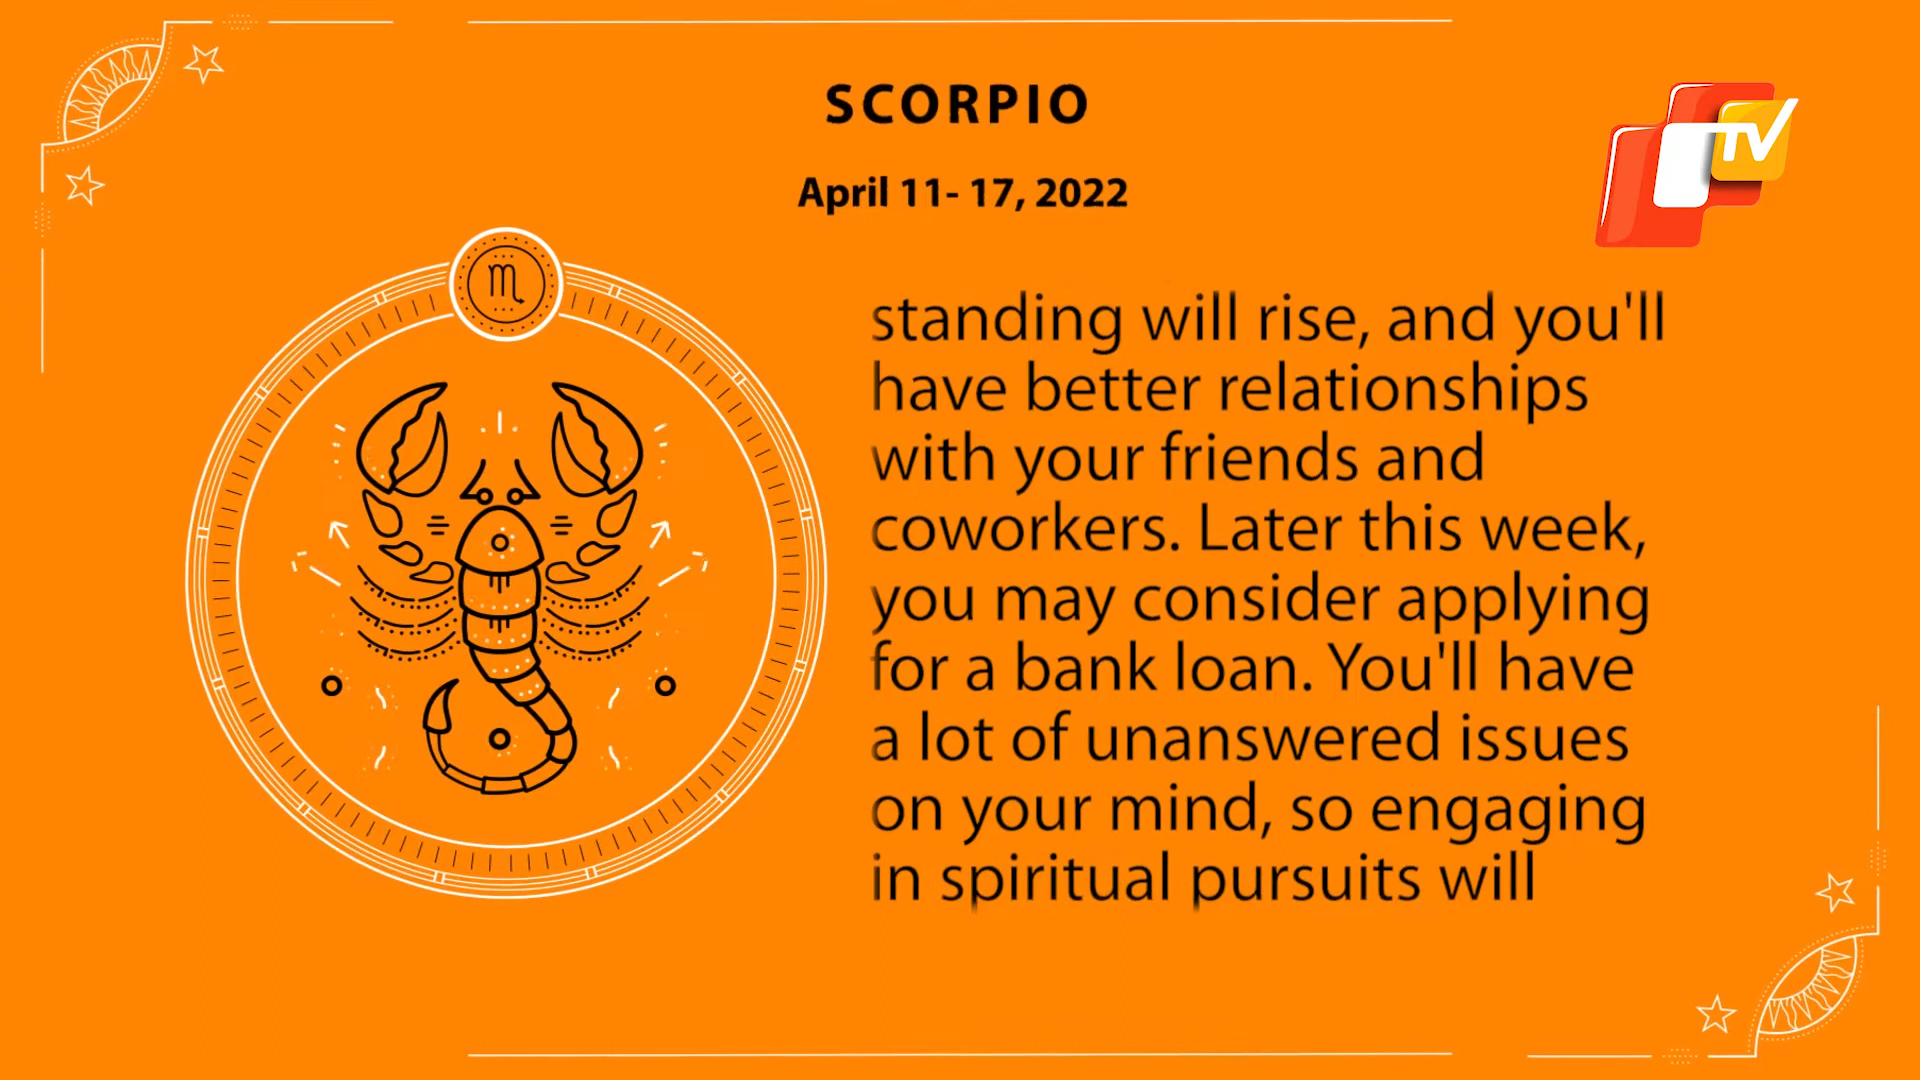 SCORPIO
April 11- 17, 2022
TV
♏
standing will rise, and you'll
have better relationships
with your friends and
coworkers. Later this week,
you may consider applying
for a bank loan. You'll have
a lot of unanswered issues
on your mind, so engaging
in spiritual pursuits will